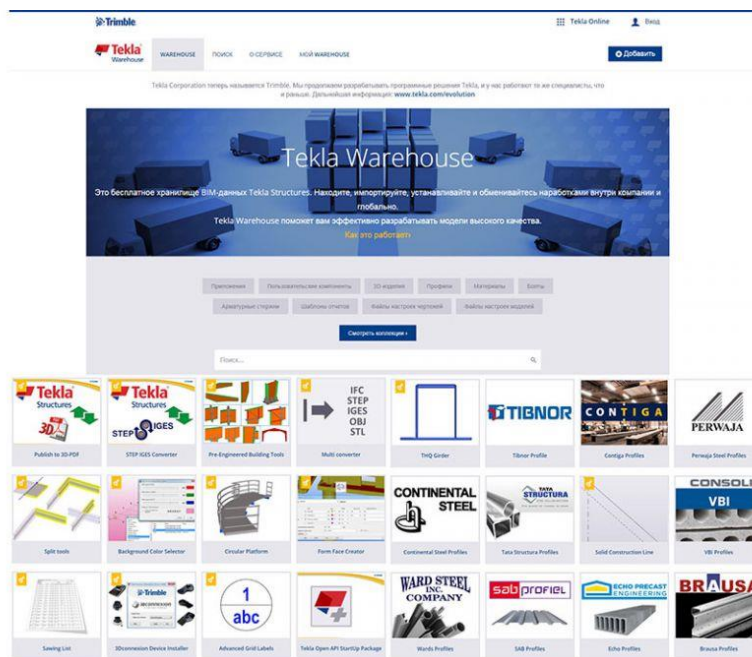 Trimble
Tekla Online
Вход
Tekla
Warehouse
WAREHOUSE
ПОИСК
О СЕРВИСЕ
МОЙ WAREHOUSE
Добавить
Tekla Corporation теперь называется Trimble. Мы продолжаем разрабатывать программные решения Tekla, и у нас работают те же специалисты, что
и раньше. Дальнейшая информация: www.tekla.com/evolution
Tekla Warehouse
Это бесплатное хранилище BIM-данных Tekla Structures. Находите, импортируйте, устанавливайте и обменивайтесь наработками внутри компании и
глобально.
Tekla Warehouse поможет вам эффективно разрабатывать модели высокого качества.
Как это работает›
Приложения
Пользовательские компоненты
3D изделия
Профили
Материалы
Болты
Арматурные стержни
Шаблоны отчетов
Файлы настроек чертежей
Файлы настроек моделей
Смотреть коллекции ›
Поиск...
Tekla
Structures
3D
Tekla
Structures
STEP IGES
IFC
STEP
IGES
OBJ
STL
TIBNOR
CONTIGA
PERWAJA
Publish to 3D-PDF
STEP IGES Converter
Pre-Engineered Building Tools
Multi converter
Tibnor Profile
Contiga Profiles
Perwaja Steel Profiles
CONTINENTAL
STEEL
TATA
STRUCTURA
CONSOLI
VBI
Split tools
Background Color Selector
Circular Platform
Form Face Creator
Continental Steel Profiles
Tata Structura Profiles
Solid Construction Line
VBI Profiles
Trimble
3DCONNEXION
1
abc
WARD STEEL
INC.
COMPANY
sab profiel
ECHO PRECAST
ENGINEERING
BRAUSA
Sawing List
3Dconnexion Device Installer
Advanced Grid Labels
Tekla Open API StartUp Package
Wards Profiles
SAB Profiles
Echo Profiles
Brausa Profiles